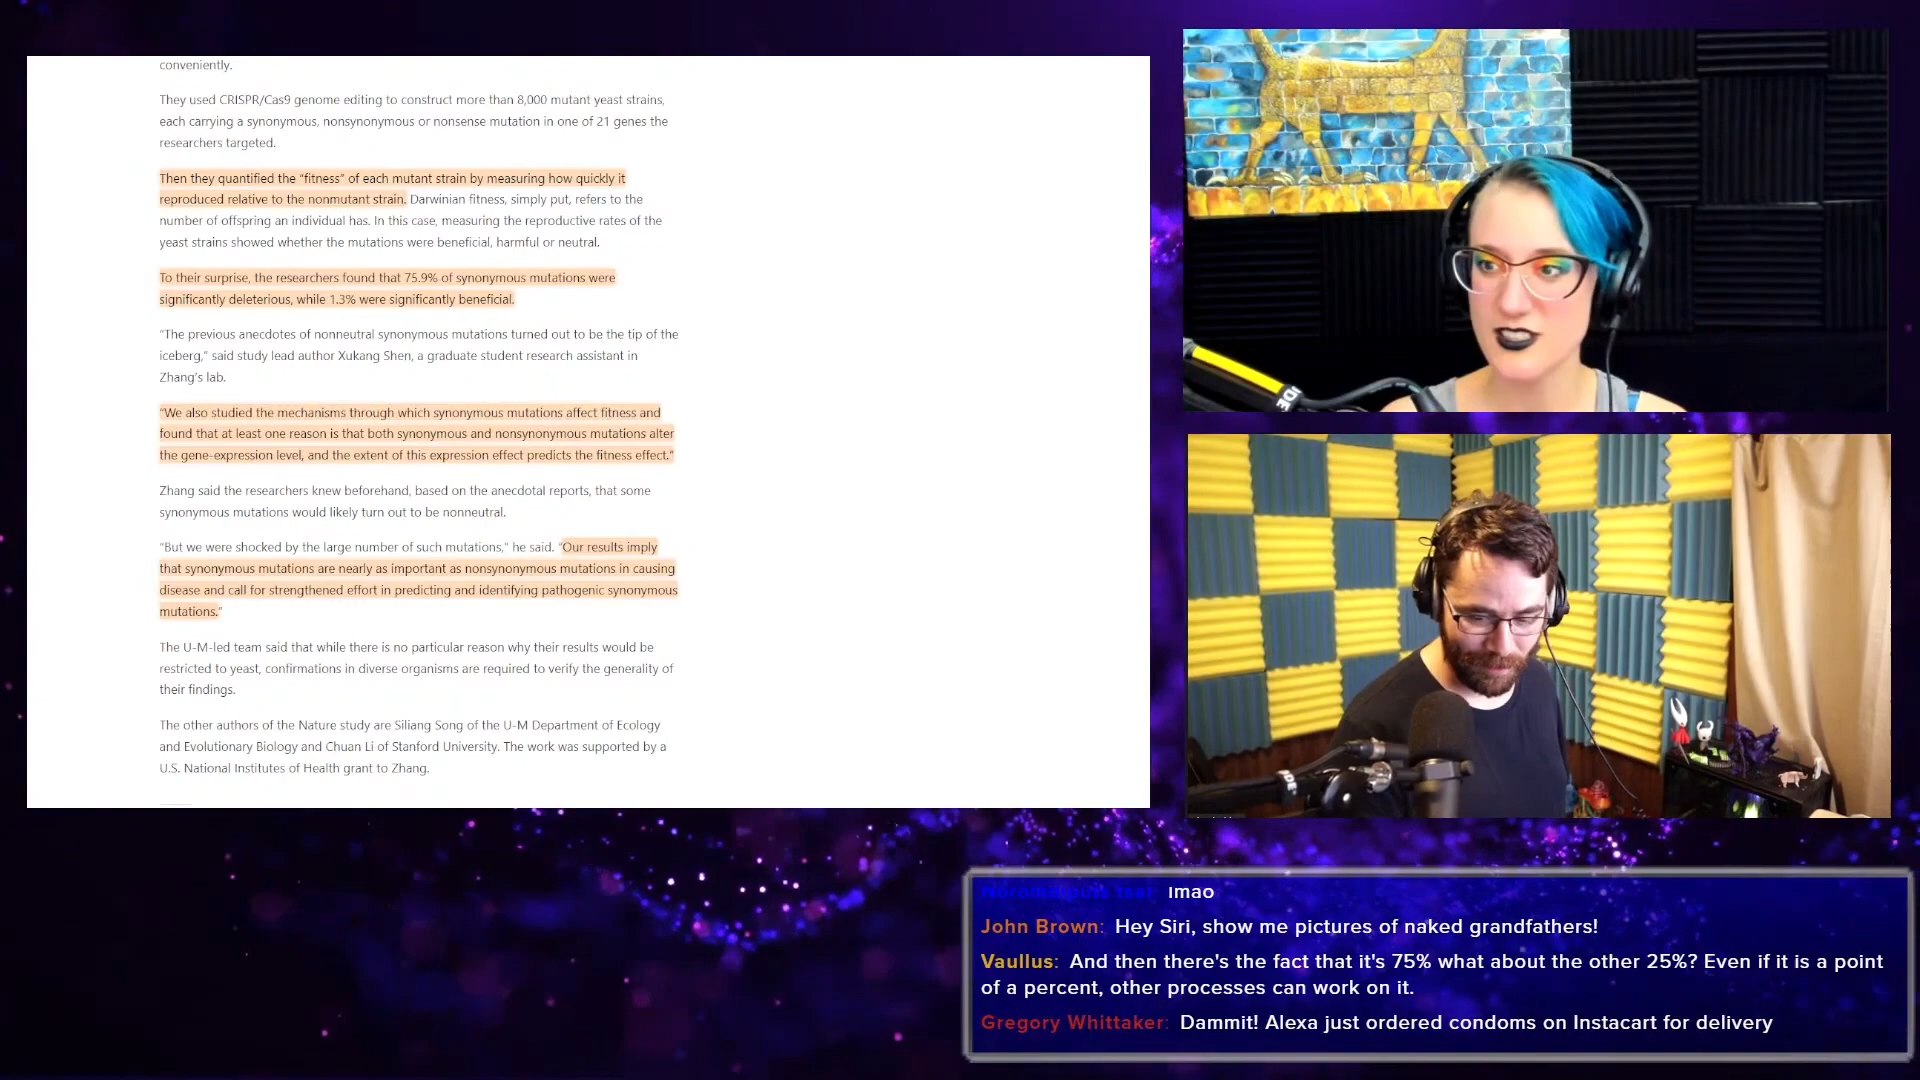 conveniently.
They used CRISPR/Cas9 genome editing to construct more than 8,000 mutant yeast strains,
each carrying a synonymous, nonsynonymous or nonsense mutation in one of 21 genes the
researchers targeted.
Then they quantified the “fitness” of each mutant strain by measuring how quickly it
reproduced relative to the nonmutant strain. Darwinian fitness, simply put, refers to the
number of offspring an individual has. In this case, measuring the reproductive rates of the
yeast strains showed whether the mutations were beneficial, harmful or neutral.
To their surprise, the researchers found that 75.9% of synonymous mutations were
significantly deleterious, while 1.3% were significantly beneficial.
“The previous anecdotes of nonneutral synonymous mutations turned out to be the tip of the
iceberg,” said study lead author Xukang Shen, a graduate student research assistant in
Zhang’s lab.
“We also studied the mechanisms through which synonymous mutations affect fitness and
found that at least one reason is that both synonymous and nonsynonymous mutations alter
the gene-expression level, and the extent of this expression effect predicts the fitness effect.”
Zhang said the researchers knew beforehand, based on the anecdotal reports, that some
synonymous mutations would likely turn out to be nonneutral.
“But we were shocked by the large number of such mutations,” he said. “Our results imply
that synonymous mutations are nearly as important as nonsynonymous mutations in causing
disease and call for strengthened effort in predicting and identifying pathogenic synonymous
mutations.”
The U-M-led team said that while there is no particular reason why their results would be
restricted to yeast, confirmations in diverse organisms are required to verify the generality of
their findings.
The other authors of the Nature study are Siliang Song of the U-M Department of Ecology
and Evolutionary Biology and Chuan Li of Stanford University. The work was supported by a
U.S. National Institutes of Health grant to Zhang.
lmao
John Brown: Hey Siri, show me pictures of naked grandfathers!
Vaullus: And then there's the fact that it's 75% what about the other 25%? Even if it is a point
of a percent, other processes can work on it.
Gregory Whittaker: Dammit! Alexa just ordered condoms on Instacart for delivery